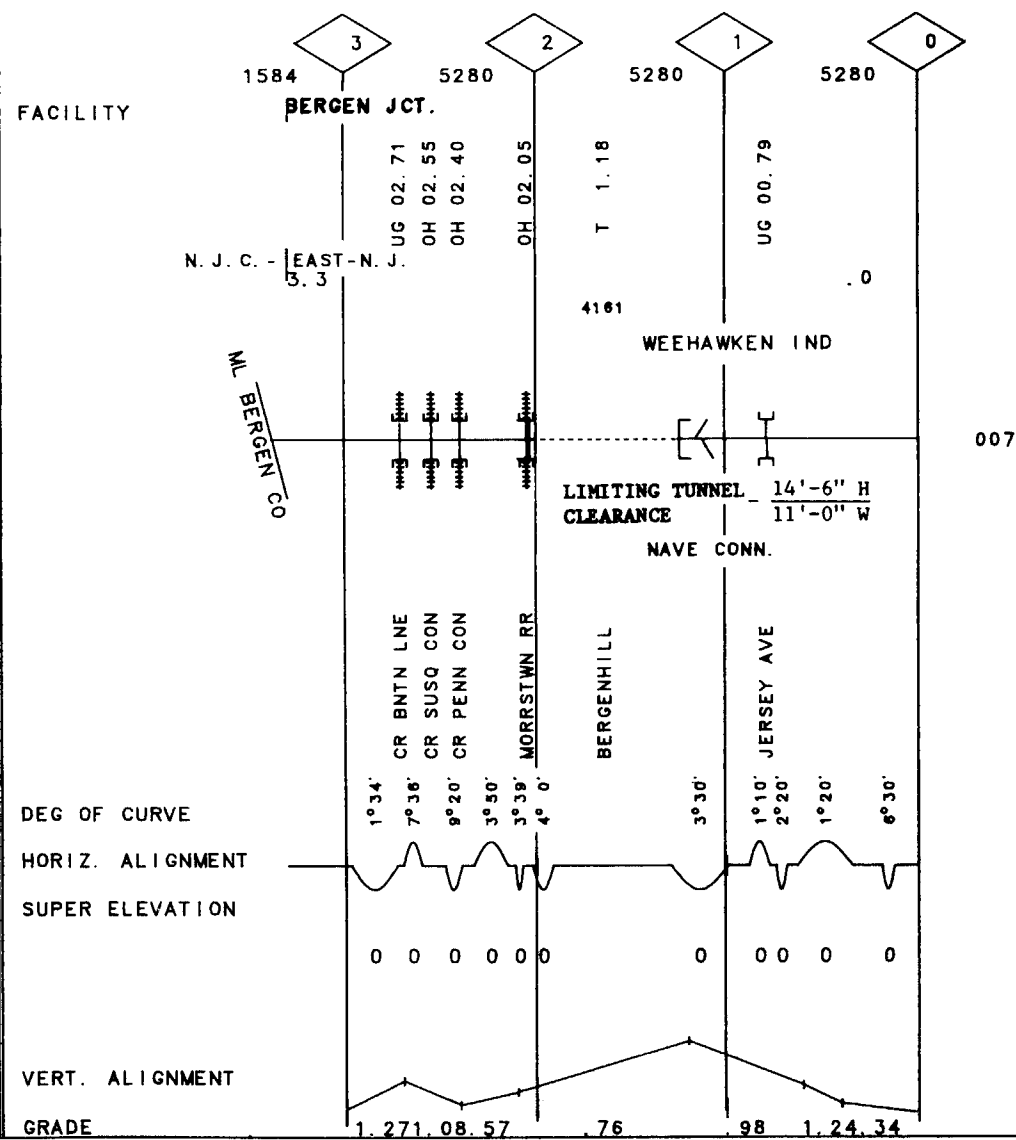 3 2 1 0
1584 5280 5280 5280
FACILITY
BERGEN JCT.
UG 02.71
OH 02.55
OH 02.40
OH 02.05
T 1.18
UG 00.79
N.J.C.- EAST-N.J.
3.3
.0
4161
WEEHAWKEN IND
ML BERGEN CO
007
LIMITING TUNNEL - 14'-6" H
CLEARANCE 11'-0" W
NAVE CONN.
CR BNTN LNE
CR SUSQ CON
CR PENN CON
MORRSTWN RR
BERGENHILL
JERSEY AVE
DEG OF CURVE
1°34' 7°36' 9°20' 3°50' 3°39' 4° 0' 3°30' 1°10' 2°20' 1°20' 6°30'
HORIZ. ALIGNMENT
SUPER ELEVATION
0 0 0 0 0 0 0 0 0 0 0
VERT. ALIGNMENT
GRADE 1.271.08.57 .76 .98 1.24.34